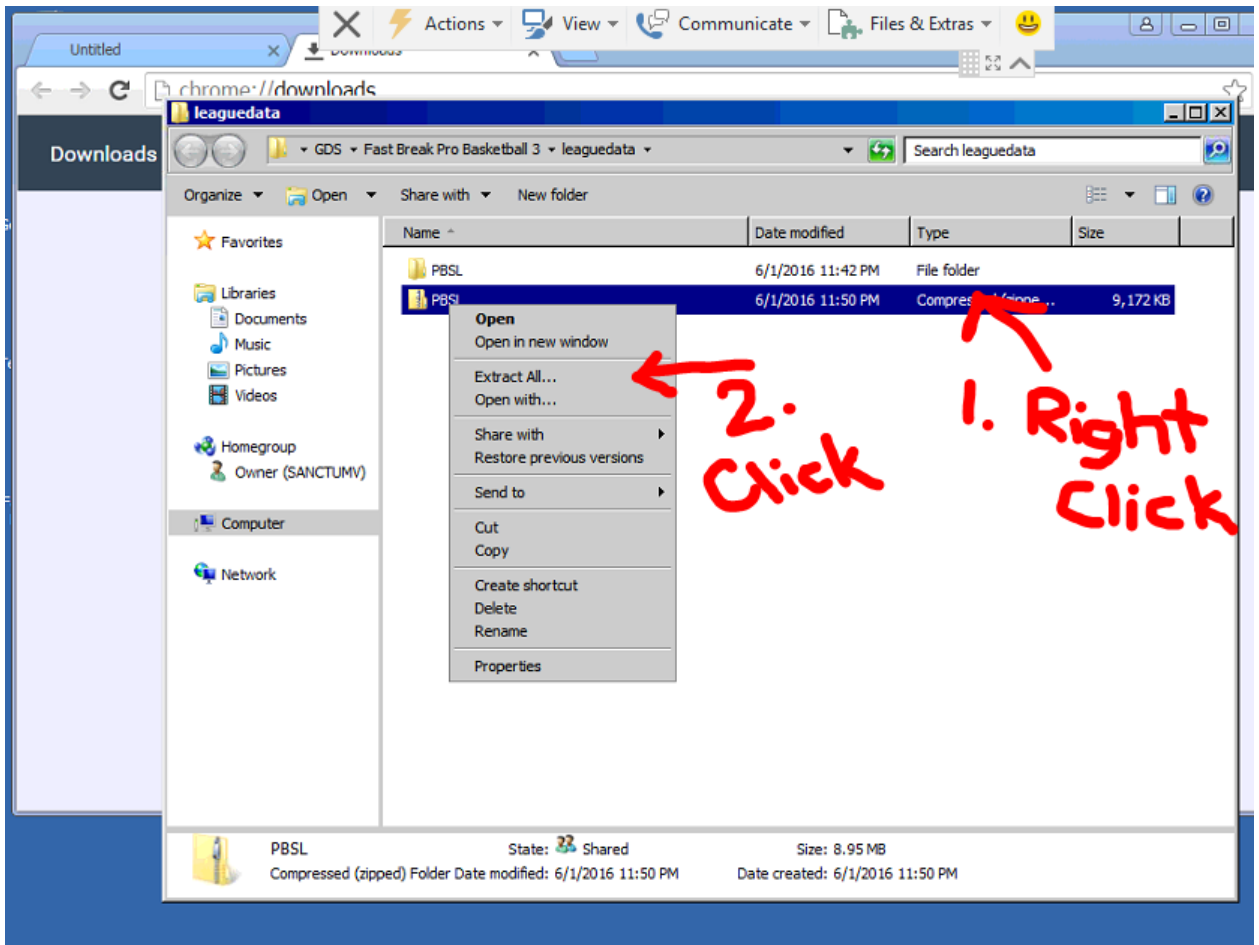 Actions View Communicate Files & Extras
Untitled
chrome://downloads
leaguedata
Downloads
GDS Fast Break Pro Basketball 3 leaguedata Search leaguedata
Organize Open Share with New folder
Favorites
Name Date modified Type Size
PBSL 6/1/2016 11:42 PM File folder
PBSL 6/1/2016 11:50 PM 9,172 KB
Libraries
Documents
Music
Pictures
Videos
Homegroup
Owner (SANCTUMV)
Computer
Network
Open
Open in new window
Extract All...
Open with...
Share with
Restore previous versions
Send to
Cut
Copy
Create shortcut
Delete
Rename
Properties
1. Right
Click
2.
Click
PBSL State: Shared Size: 8.95 MB
Compressed (zipped) Folder Date modified: 6/1/2016 11:50 PM Date created: 6/1/2016 11:50 PM